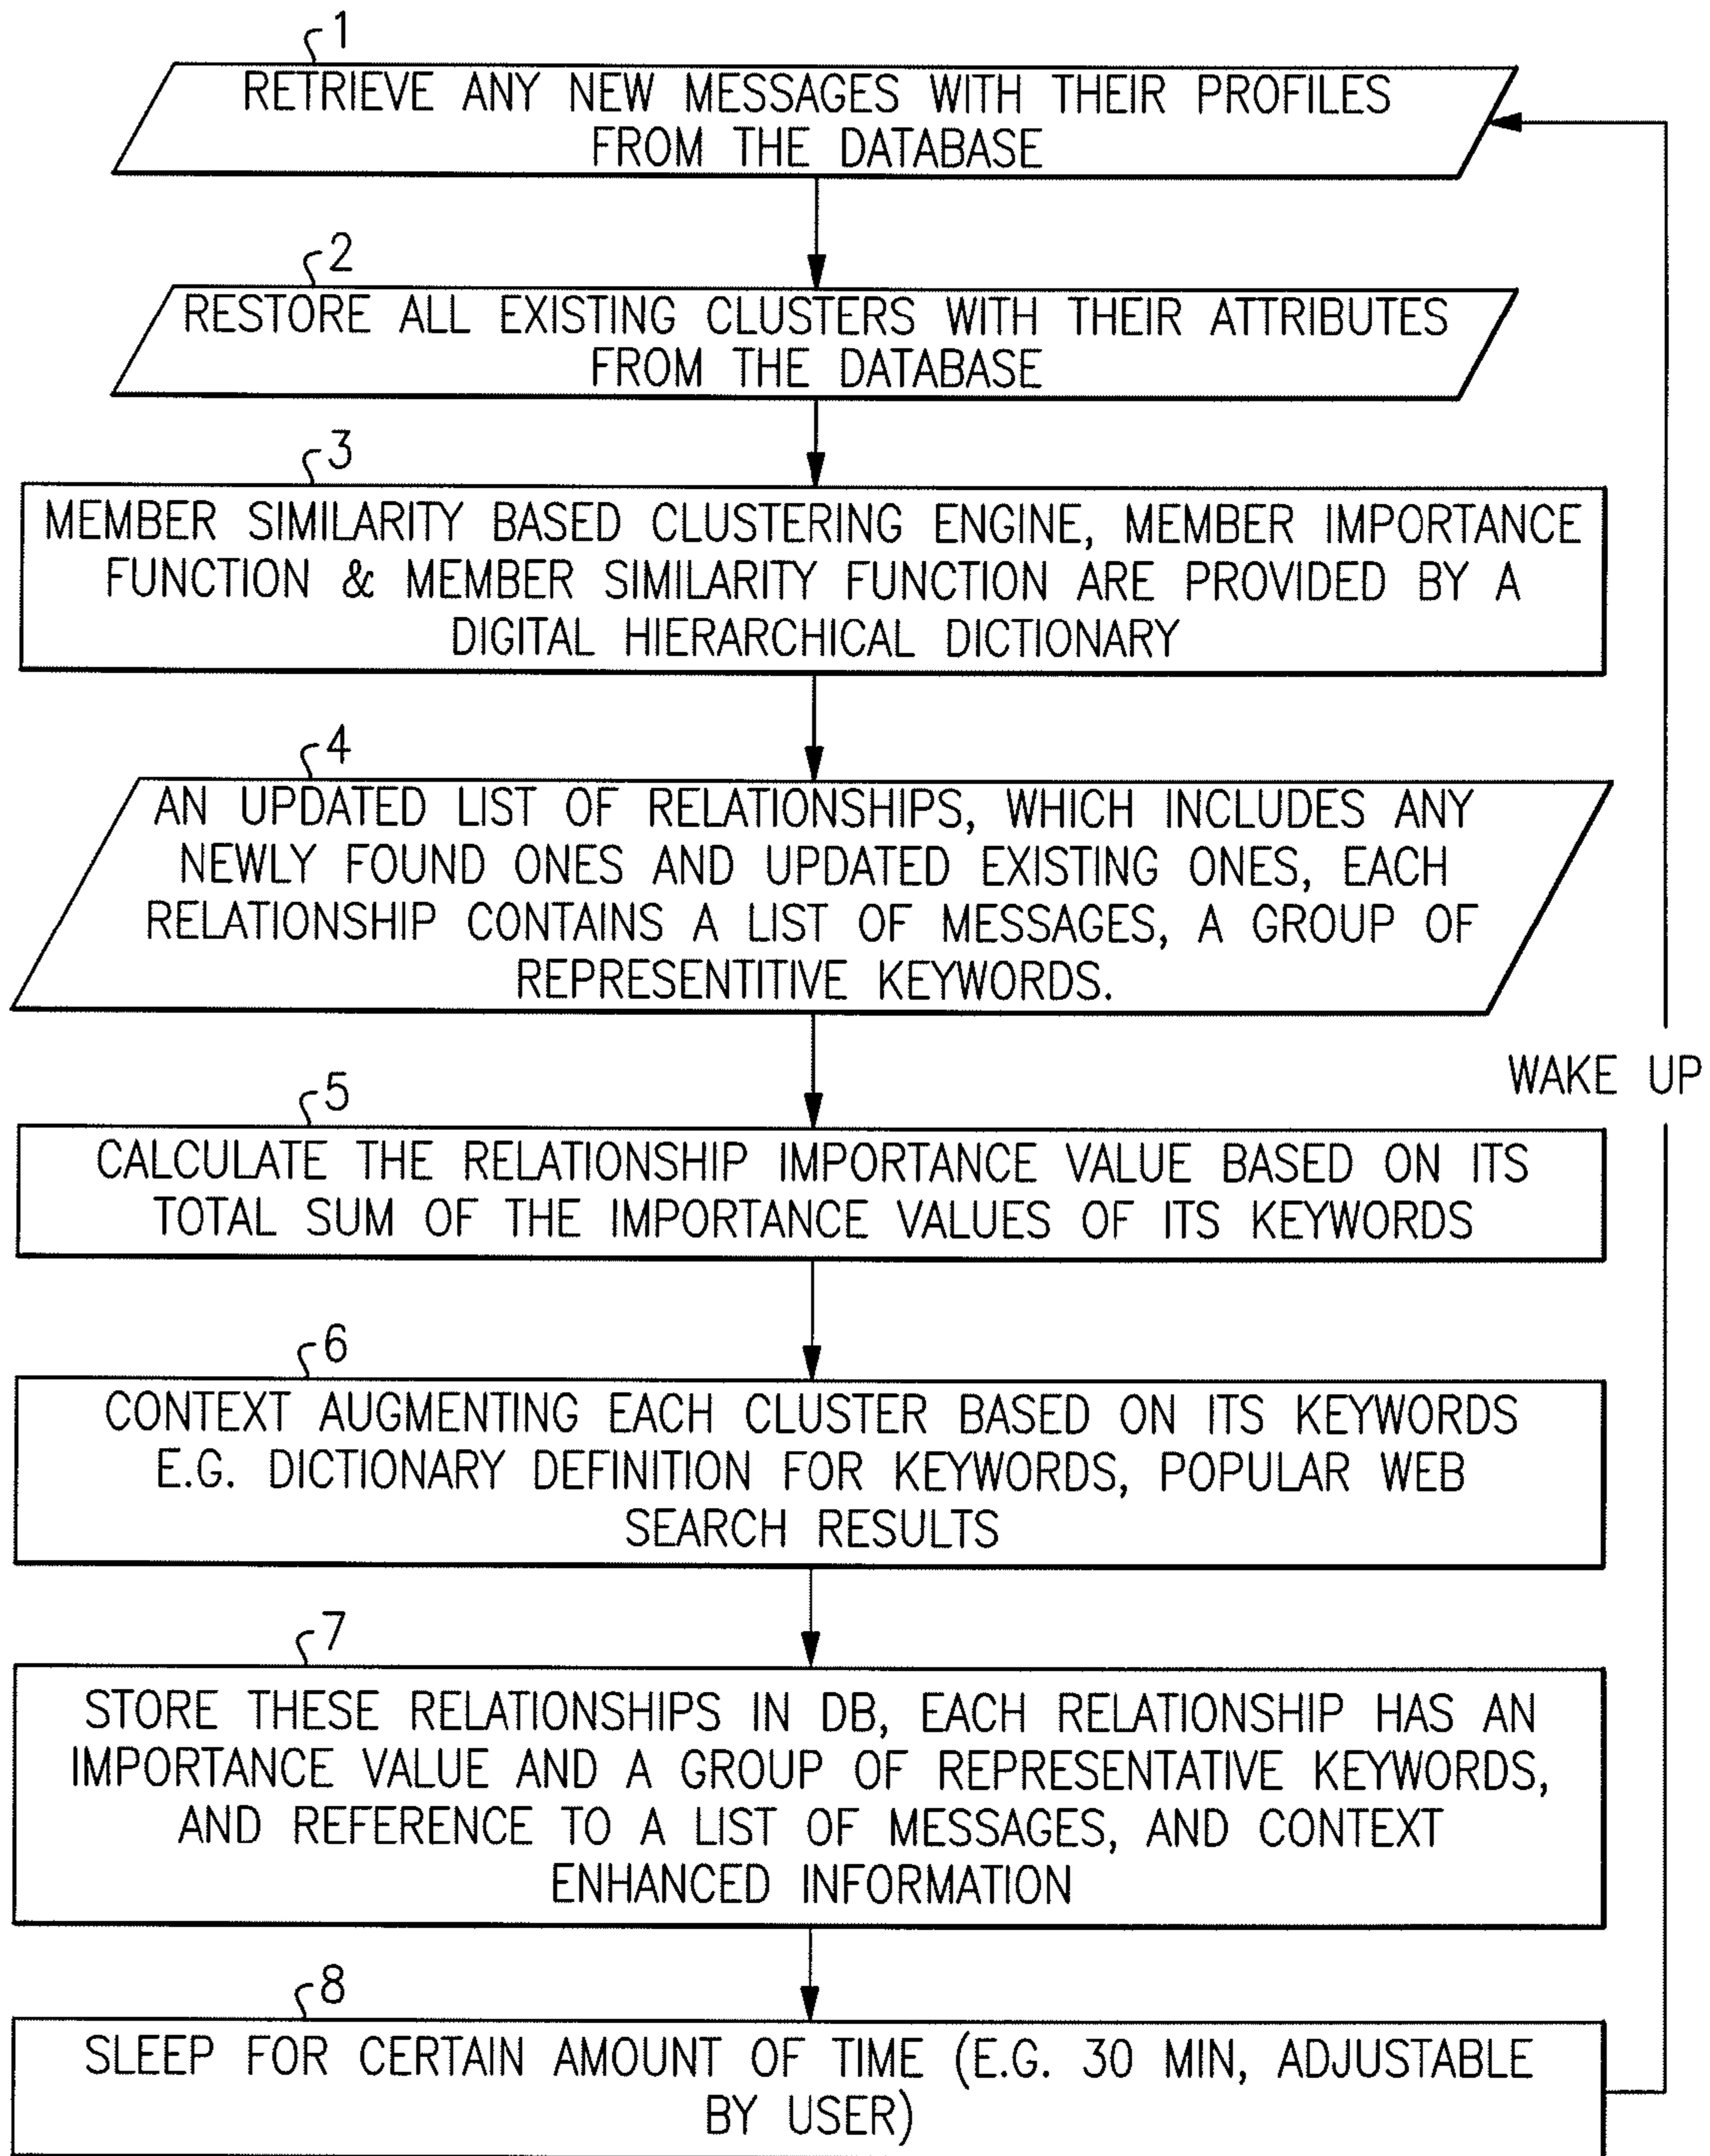 1
RETRIEVE ANY NEW MESSAGES WITH THEIR PROFILES
FROM THE DATABASE
2
RESTORE ALL EXISTING CLUSTERS WITH THEIR ATTRIBUTES
FROM THE DATABASE
3
MEMBER SIMILARITY BASED CLUSTERING ENGINE, MEMBER IMPORTANCE
FUNCTION & MEMBER SIMILARITY FUNCTION ARE PROVIDED BY A
DIGITAL HIERARCHICAL DICTIONARY
4
AN UPDATED LIST OF RELATIONSHIPS, WHICH INCLUDES ANY
NEWLY FOUND ONES AND UPDATED EXISTING ONES, EACH
RELATIONSHIP CONTAINS A LIST OF MESSAGES, A GROUP OF
REPRESENTITIVE KEYWORDS.
WAKE UP
5
CALCULATE THE RELATIONSHIP IMPORTANCE VALUE BASED ON ITS
TOTAL SUM OF THE IMPORTANCE VALUES OF ITS KEYWORDS
6
CONTEXT AUGMENTING EACH CLUSTER BASED ON ITS KEYWORDS
E.G. DICTIONARY DEFINITION FOR KEYWORDS, POPULAR WEB
SEARCH RESULTS
7
STORE THESE RELATIONSHIPS IN DB, EACH RELATIONSHIP HAS AN
IMPORTANCE VALUE AND A GROUP OF REPRESENTATIVE KEYWORDS,
AND REFERENCE TO A LIST OF MESSAGES, AND CONTEXT
ENHANCED INFORMATION
8
SLEEP FOR CERTAIN AMOUNT OF TIME (E.G. 30 MIN, ADJUSTABLE
BY USER)